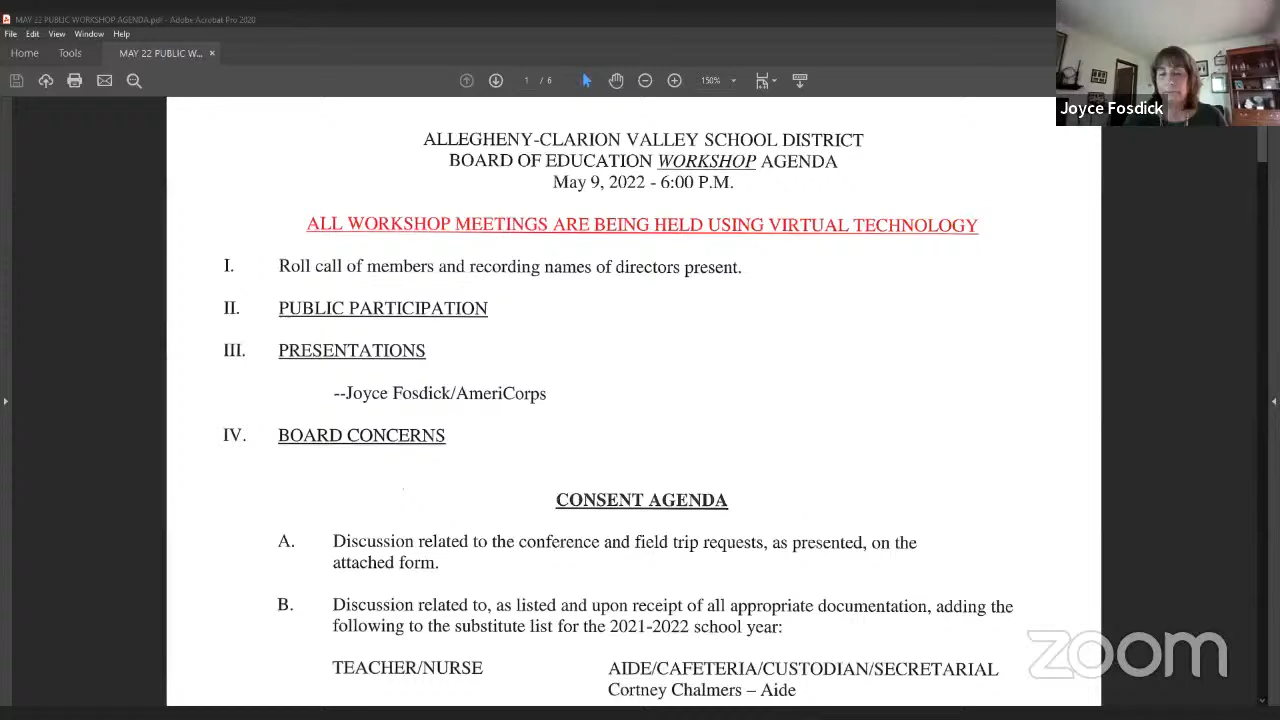 MAY 22 PUBLIC WORKSHOP AGENDA.pdf - Adobe Acrobat Pro 2020
File Edit View Window Help
Home Tools MAY 22 PUBLIC W... ×
1 / 6 150%
Joyce Fosdick
ALLEGHENY-CLARION VALLEY SCHOOL DISTRICT
BOARD OF EDUCATION WORKSHOP AGENDA
May 9, 2022 - 6:00 P.M.
ALL WORKSHOP MEETINGS ARE BEING HELD USING VIRTUAL TECHNOLOGY
I. Roll call of members and recording names of directors present.
II. PUBLIC PARTICIPATION
III. PRESENTATIONS
--Joyce Fosdick/AmeriCorps
IV. BOARD CONCERNS
CONSENT AGENDA
A. Discussion related to the conference and field trip requests, as presented, on the
attached form.
B. Discussion related to, as listed and upon receipt of all appropriate documentation, adding the
following to the substitute list for the 2021-2022 school year:
TEACHER/NURSE AIDE/CAFETERIA/CUSTODIAN/SECRETARIAL
Cortney Chalmers – Aide
zoom